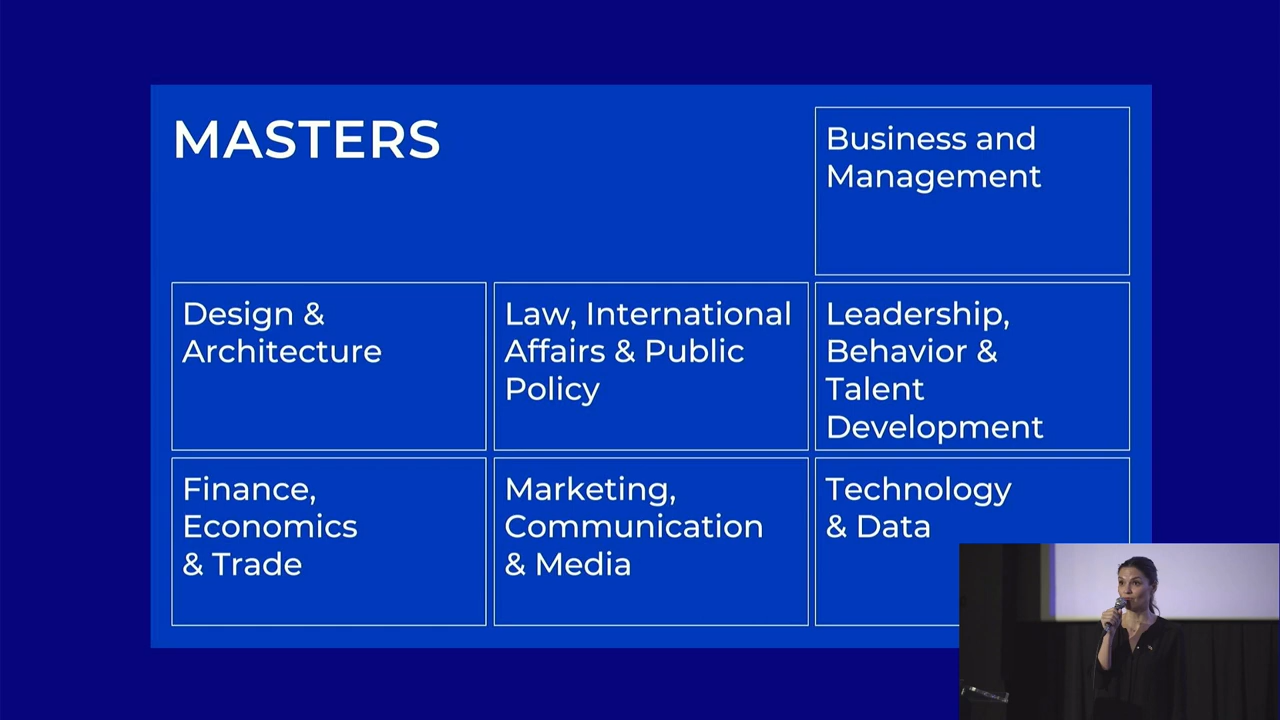 MASTERS
Business and
Management
Design &
Architecture
Law, International
Affairs & Public
Policy
Leadership,
Behavior &
Talent
Development
Finance,
Economics
& Trade
Marketing,
Communication
& Media
Technology
& Data